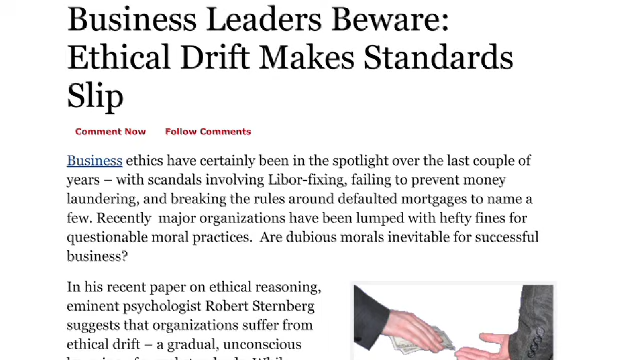 Business Leaders Beware:
Ethical Drift Makes Standards
Slip
Comment Now Follow Comments
Business ethics have certainly been in the spotlight over the last couple of
years – with scandals involving Libor-fixing, failing to prevent money
laundering, and breaking the rules around defaulted mortgages to name a
few. Recently major organizations have been lumped with hefty fines for
questionable moral practices. Are dubious morals inevitable for successful
business?
In his recent paper on ethical reasoning,
eminent psychologist Robert Sternberg
suggests that organizations suffer from
ethical drift – a gradual, unconscious